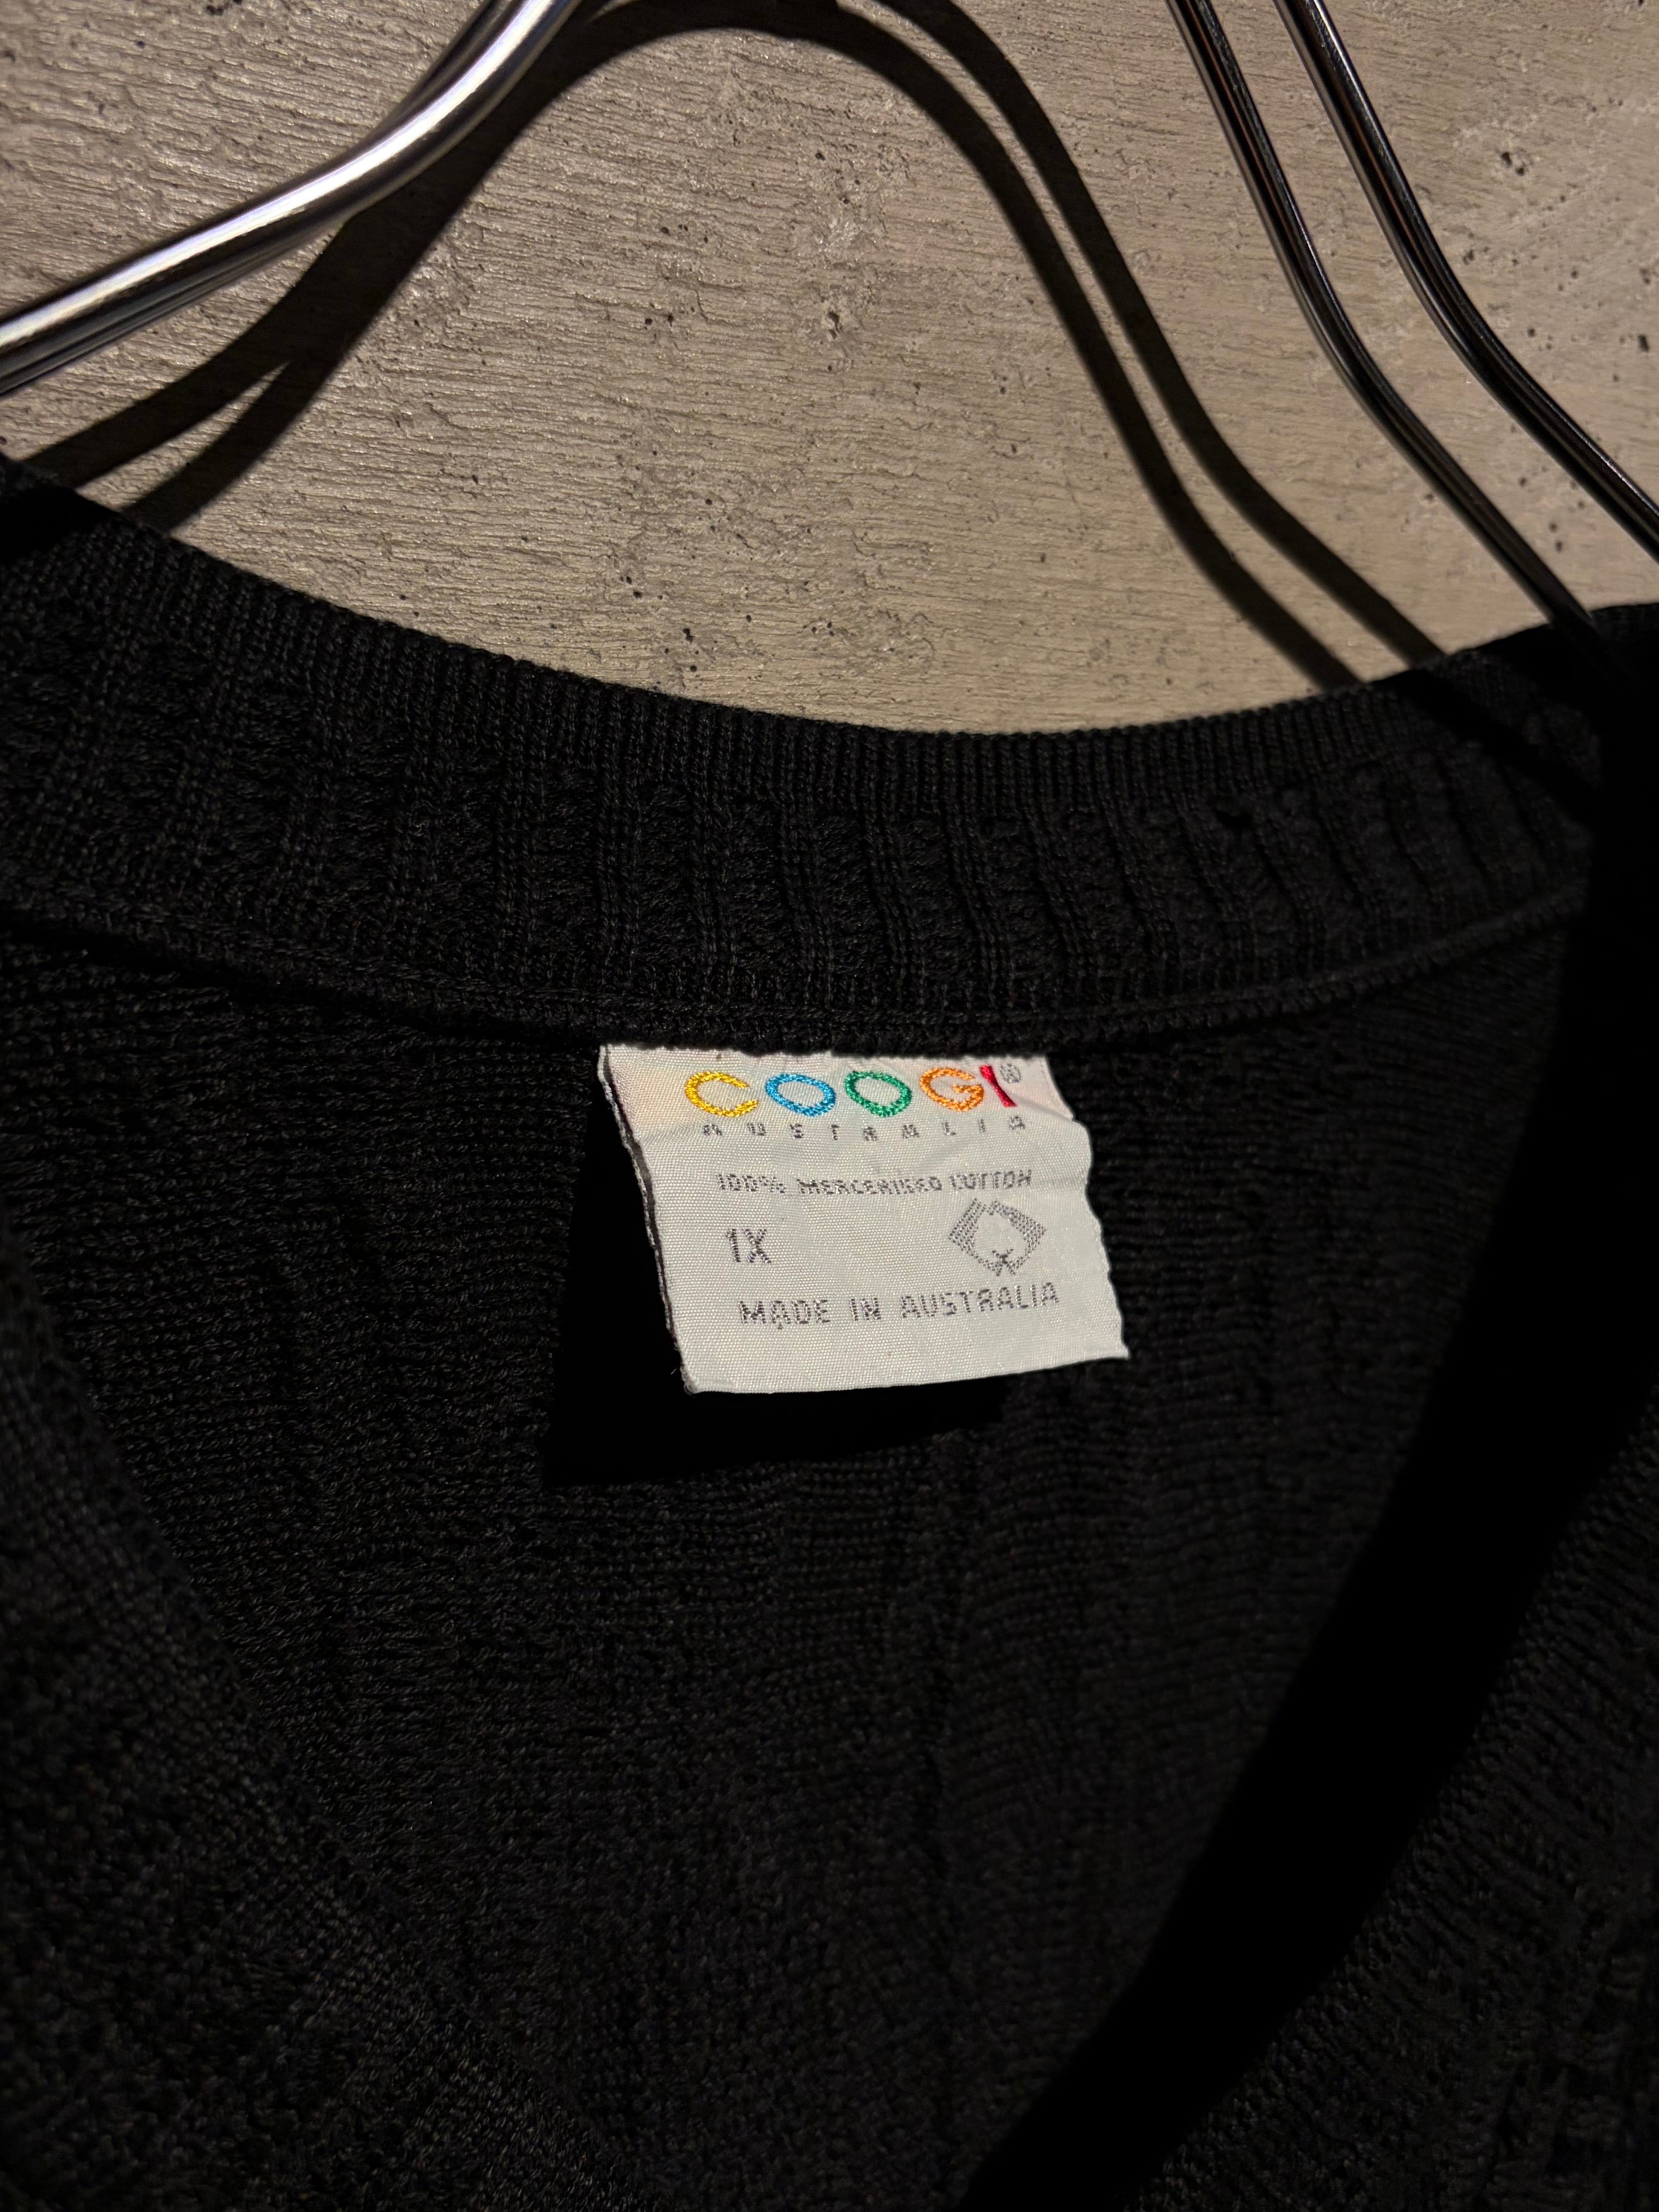 COOGI®
AUSTRALIA
100% MERCERISED COTTON
1X
MADE IN AUSTRALIA